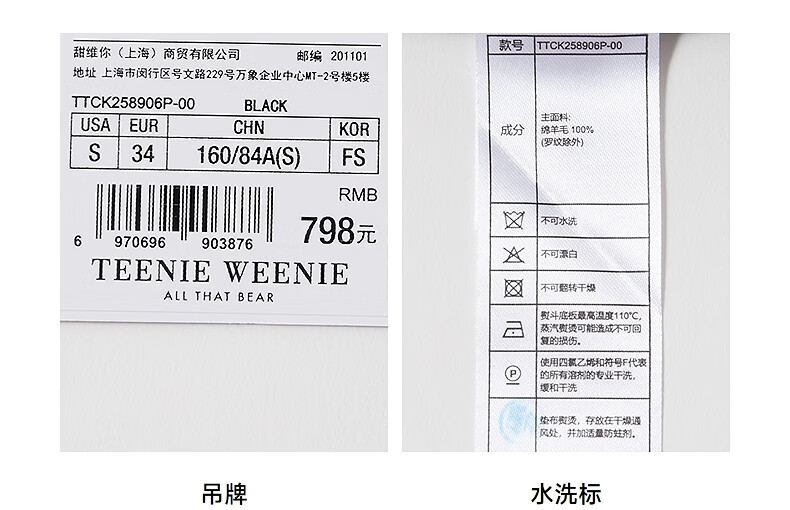 甜维你（上海）商贸有限公司 邮编 201101
地址 上海市闵行区号文路229号万象企业中心MT-2号楼5楼
TTCK258906P-00 BLACK
USA EUR CHN KOR
S 34 160/84A(S) FS
RMB
798元
6 970696 903876
TEENIE WEENIE
ALL THAT BEAR
吊牌
款号 TTCK258906P-00
成分
主面料:
绵羊毛 100%
(罗纹除外)
不可水洗
不可漂白
不可翻转干燥
熨斗底板最高温度110℃,
蒸汽熨烫可能造成不可回
复的损伤。
P
使用四氯乙烯和符号F代表
的所有溶剂的专业干洗,
缓和干洗
垫布熨烫，存放在干燥通
风处，并加适量防蛀剂。
水洗标